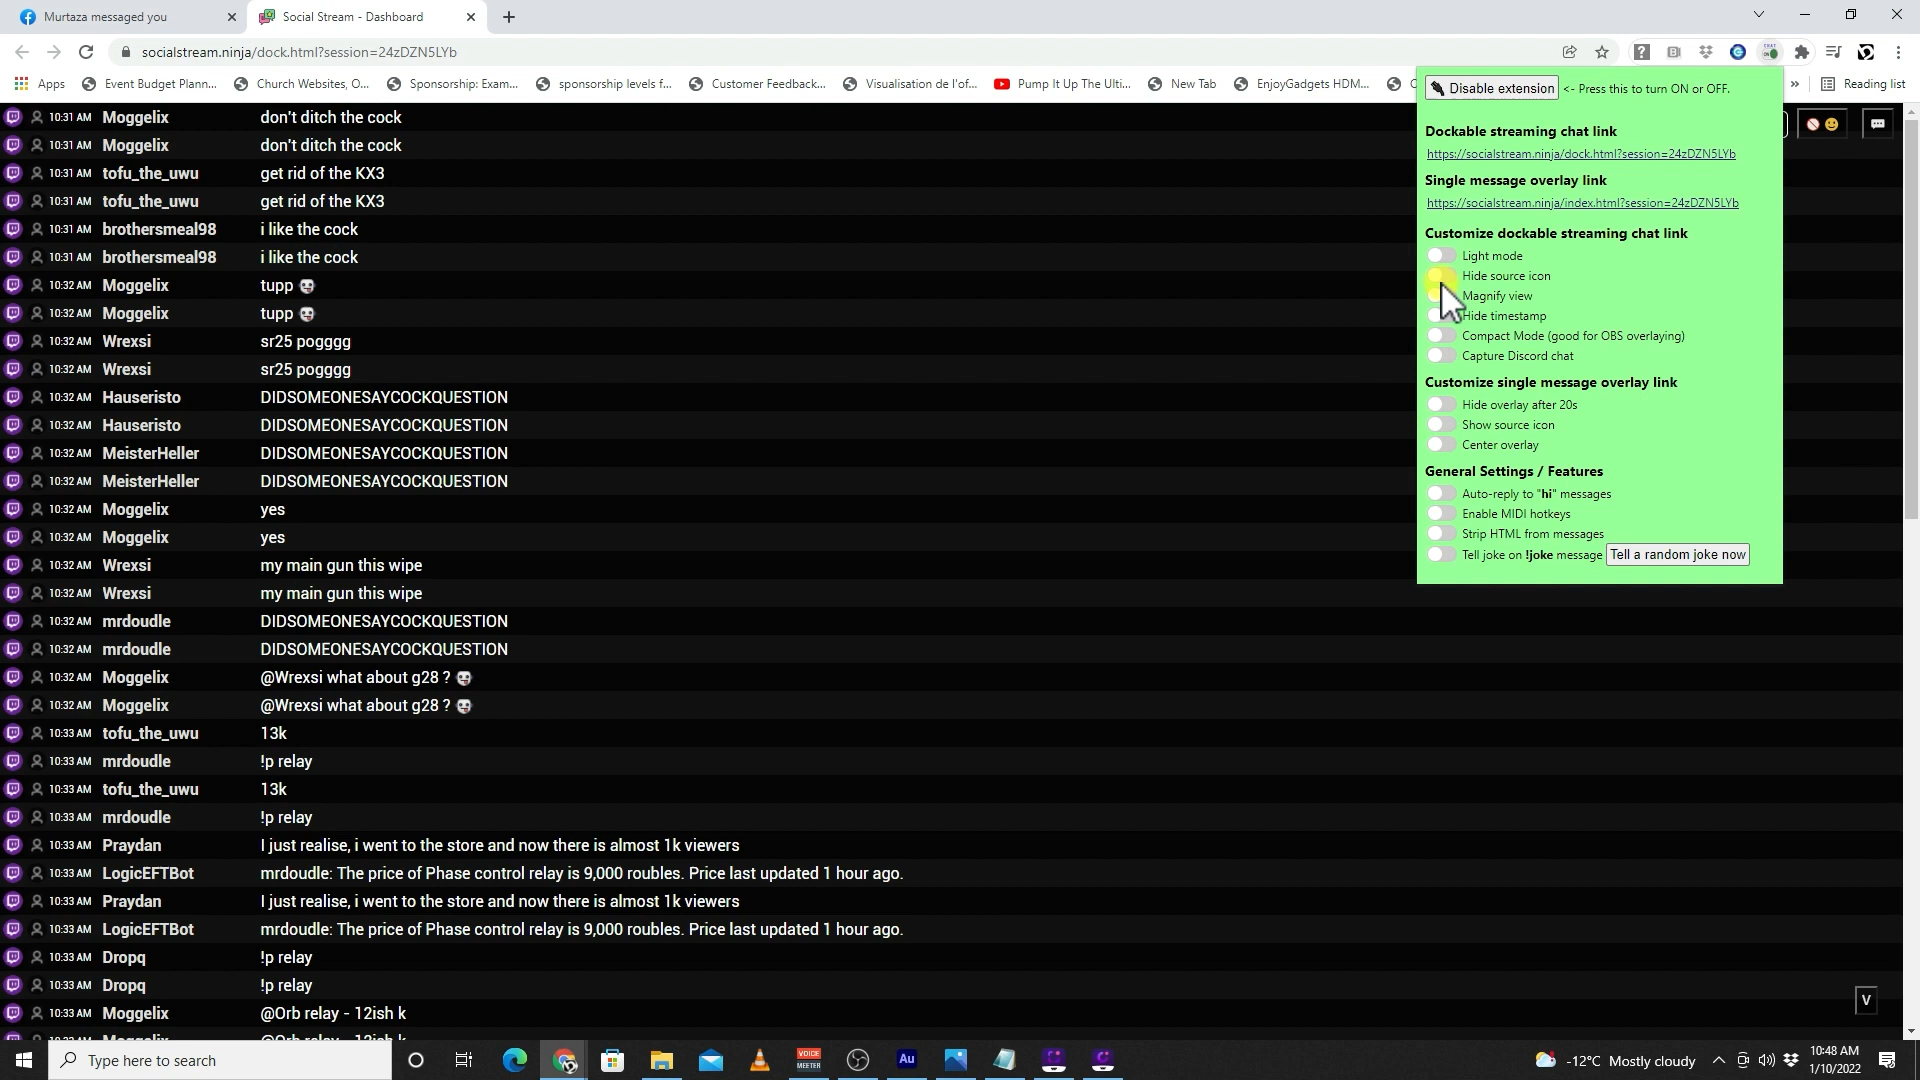 Murtaza messaged you
Social Stream - Dashboard
socialstream.ninja/dock.html?session=24zDZN5LYb
Apps
Event Budget Plann...
Church Websites, O...
Sponsorship: Exam...
sponsorship levels f...
Customer Feedback...
Visualisation de l'of...
Pump It Up The Ulti...
New Tab
EnjoyGadgets HDM...
»
Reading list
10:31 AM Moggelix don't ditch the cock
10:31 AM Moggelix don't ditch the cock
10:31 AM tofu_the_uwu get rid of the KX3
10:31 AM tofu_the_uwu get rid of the KX3
10:31 AM brothersmeal98 i like the cock
10:31 AM brothersmeal98 i like the cock
10:32 AM Moggelix tupp
10:32 AM Moggelix tupp
10:32 AM Wrexsi sr25 pogggg
10:32 AM Wrexsi sr25 pogggg
10:32 AM Hauseristo DIDSOMEONESAYCOCKQUESTION
10:32 AM Hauseristo DIDSOMEONESAYCOCKQUESTION
10:32 AM MeisterHeller DIDSOMEONESAYCOCKQUESTION
10:32 AM MeisterHeller DIDSOMEONESAYCOCKQUESTION
10:32 AM Moggelix yes
10:32 AM Moggelix yes
10:32 AM Wrexsi my main gun this wipe
10:32 AM Wrexsi my main gun this wipe
10:32 AM mrdoudle DIDSOMEONESAYCOCKQUESTION
10:32 AM mrdoudle DIDSOMEONESAYCOCKQUESTION
10:32 AM Moggelix @Wrexsi what about g28 ?
10:32 AM Moggelix @Wrexsi what about g28 ?
10:33 AM tofu_the_uwu 13k
10:33 AM mrdoudle !p relay
10:33 AM tofu_the_uwu 13k
10:33 AM mrdoudle !p relay
10:33 AM Praydan I just realise, i went to the store and now there is almost 1k viewers
10:33 AM LogicEFTBot mrdoudle: The price of Phase control relay is 9,000 roubles. Price last updated 1 hour ago.
10:33 AM Praydan I just realise, i went to the store and now there is almost 1k viewers
10:33 AM LogicEFTBot mrdoudle: The price of Phase control relay is 9,000 roubles. Price last updated 1 hour ago.
10:33 AM Dropq !p relay
10:33 AM Dropq !p relay
10:33 AM Moggelix @Orb relay - 12ish k
Disable extension <- Press this to turn ON or OFF.
Dockable streaming chat link
https://socialstream.ninja/dock.html?session=24zDZN5LYb
Single message overlay link
https://socialstream.ninja/index.html?session=24zDZN5LYb
Customize dockable streaming chat link
Light mode
Hide source icon
Magnify view
Hide timestamp
Compact Mode (good for OBS overlaying)
Capture Discord chat
Customize single message overlay link
Hide overlay after 20s
Show source icon
Center overlay
General Settings / Features
Auto-reply to "hi" messages
Enable MIDI hotkeys
Strip HTML from messages
Tell joke on !joke message Tell a random joke now
V
Type here to search
VOICE
MEETER
Au
-12°C Mostly cloudy
10:48 AM
1/10/2022